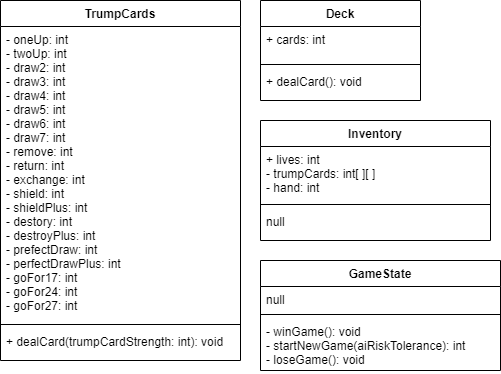 TrumpCards
- oneUp: int
- twoUp: int
- draw2: int
- draw3: int
- draw4: int
- draw5: int
- draw6: int
- draw7: int
- remove: int
- return: int
- exchange: int
- shield: int
- shieldPlus: int
- destory: int
- destroyPlus: int
- prefectDraw: int
- perfectDrawPlus: int
- goFor17: int
- goFor24: int
- goFor27: int
+ dealCard(trumpCardStrength: int): void
Deck
+ cards: int
+ dealCard(): void
Inventory
+ lives: int
- trumpCards: int[ ][ ]
- hand: int
null
GameState
null
- winGame(): void
- startNewGame(aiRiskTolerance): int
- loseGame(): void